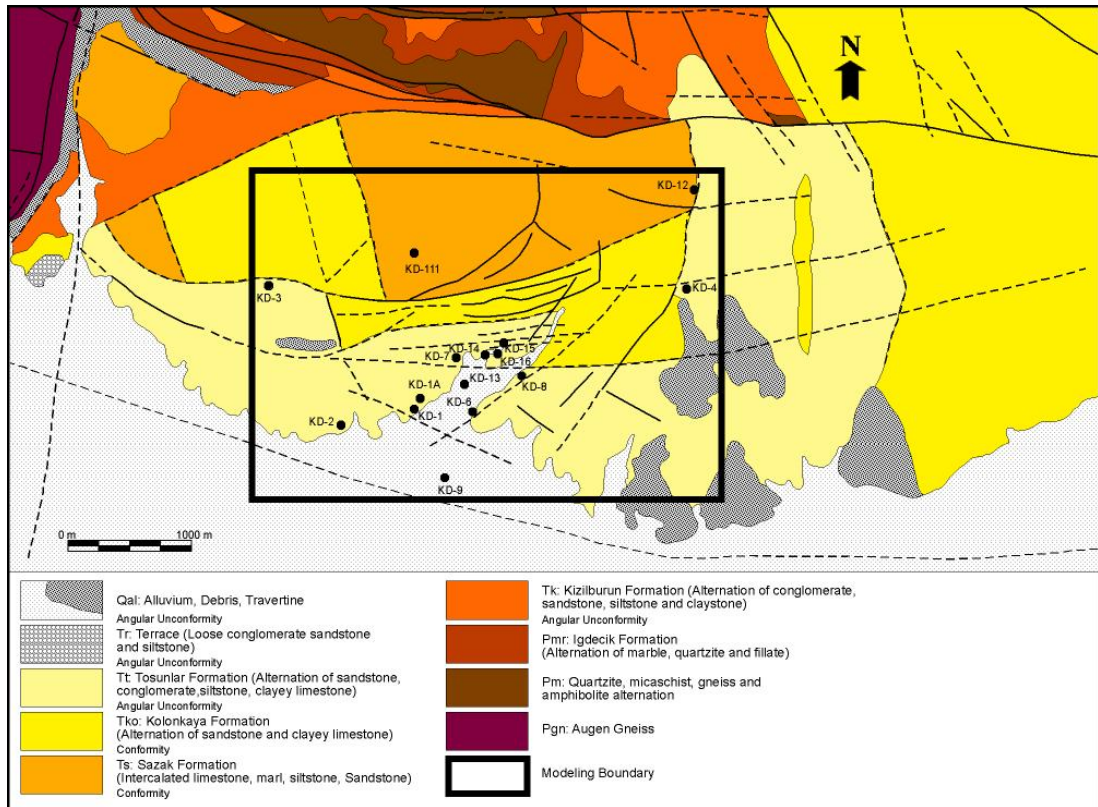 N
KD-12
KD-111
KD-3
KD-4
KD-14
KD-15
KD-7
KD-16
KD-13
KD-8
KD-1A
KD-6
KD-1
KD-2
KD-9
0 m
1000 m
Qal: Alluvium, Debris, Travertine
Angular Unconformity
Tr: Terrace (Loose conglomerate sandstone
and siltstone)
Angular Unconformity
Tt: Tosunlar Formation (Alternation of sandstone,
conglomerate,siltstone, clayey limestone)
Angular Unconformity
Tko: Kolonkaya Formation
(Alternation of sandstone and clayey limestone)
Conformity
Ts: Sazak Formation
(Intercalated limestone, marl, siltstone, Sandstone)
Conformity
Tk: Kizilburun Formation (Alternation of conglomerate,
sandstone, siltstone and claystone)
Angular Unconformity
Pmr: Igdecik Formation
(Alternation of marble, quartzite and fillate)
Pm: Quartzite, micaschist, gneiss and
amphibolite alternation
Pgn: Augen Gneiss
Modeling Boundary